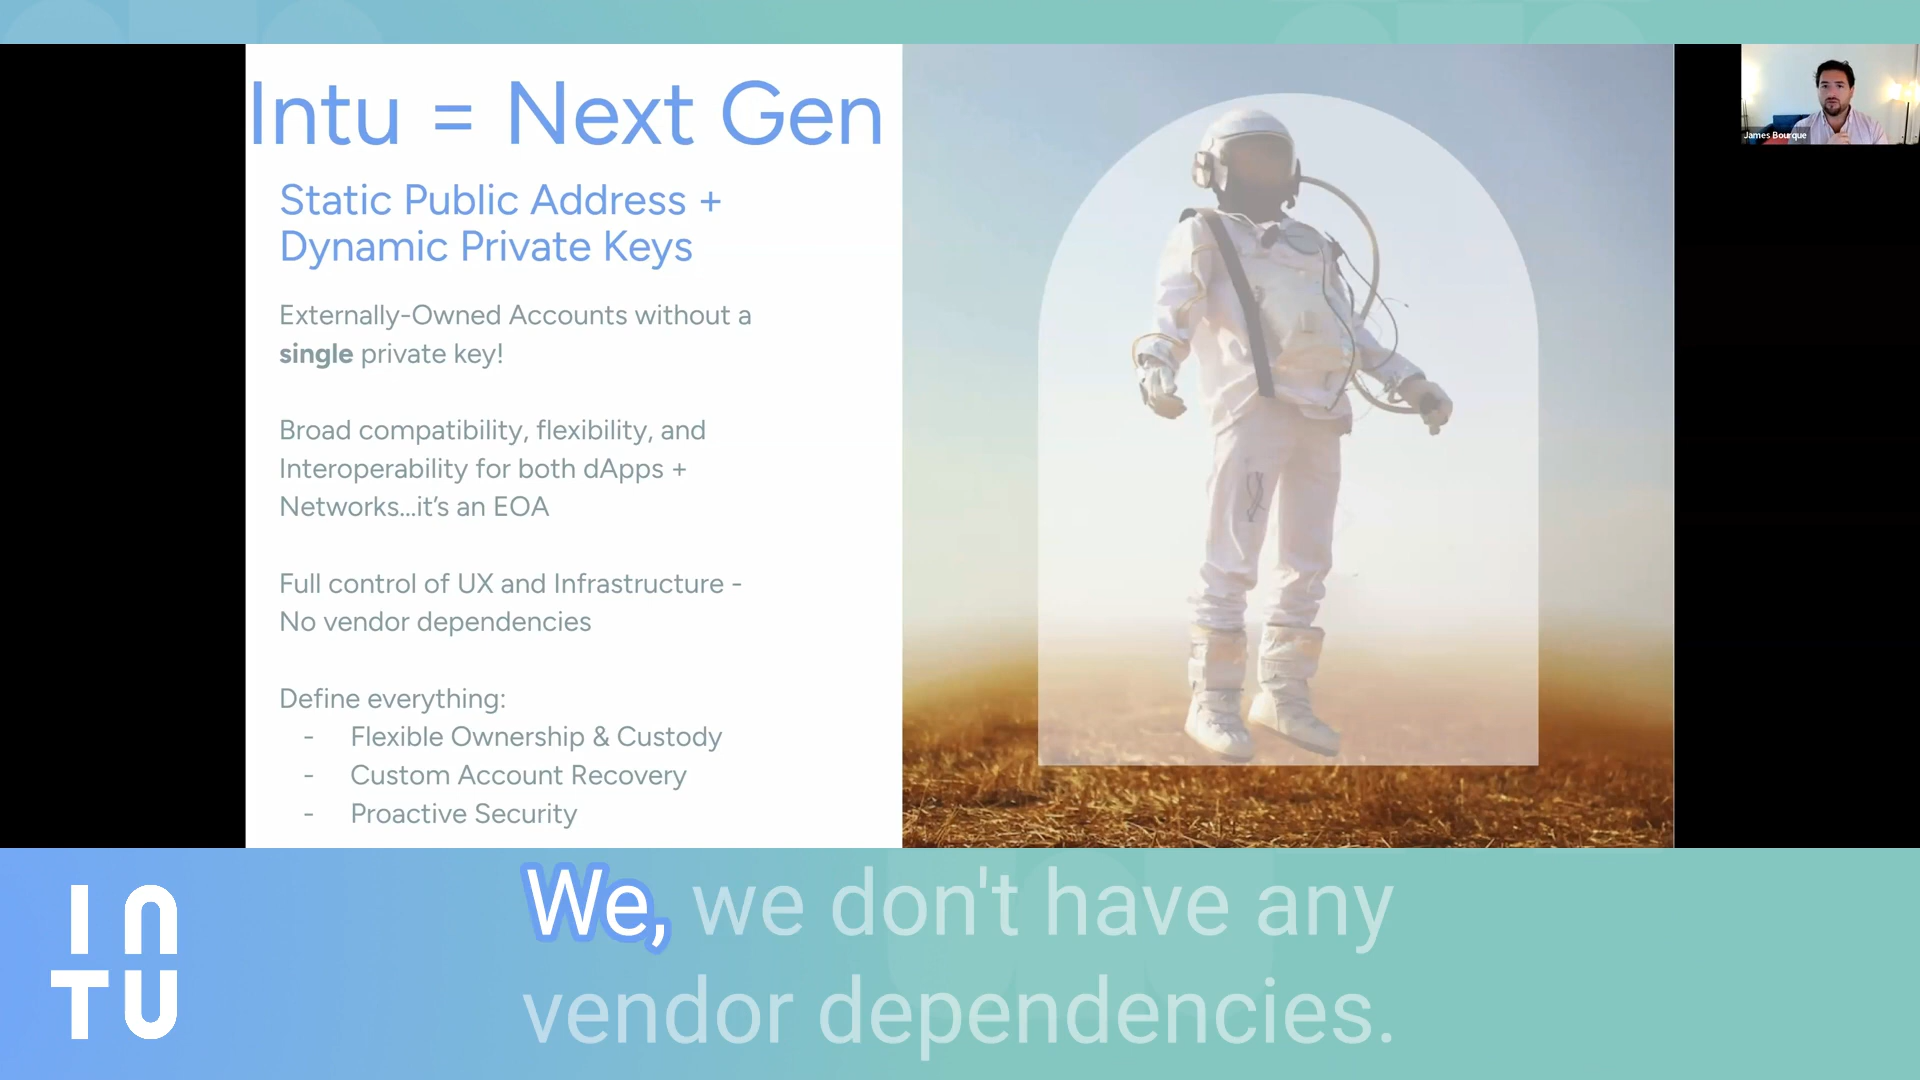 Intu = Next Gen
Static Public Address +
Dynamic Private Keys
Externally-Owned Accounts without a
single private key!
Broad compatibility, flexibility, and
Interoperability for both dApps +
Networks...it's an EOA
Full control of UX and Infrastructure -
No vendor dependencies
Define everything:
- Flexible Ownership & Custody
- Custom Account Recovery
- Proactive Security
James Bourque
IN
TU
We, we don't have any
vendor dependencies.